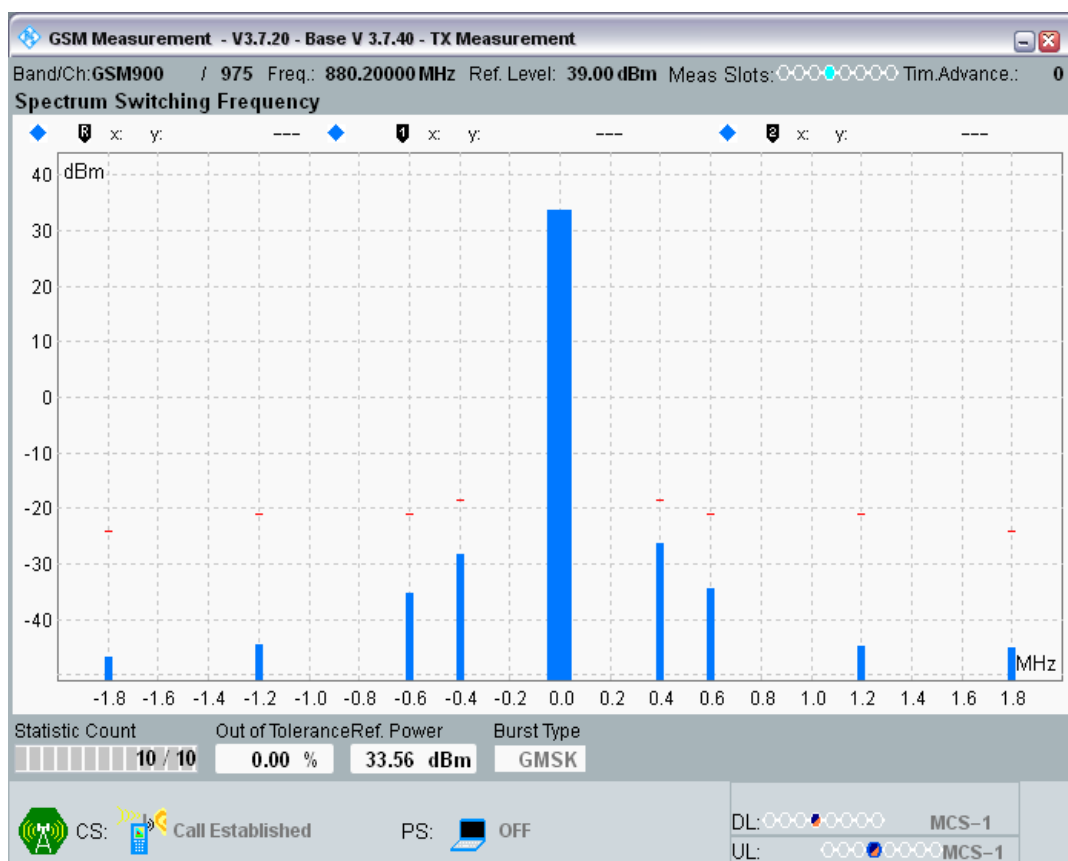 GSM Measurement - V3.7.20 - Base V 3.7.40 - TX Measurement
Band/Ch:GSM900 / 975 Freq.: 880.20000 MHz Ref. Level: 39.00 dBm Meas Slots: Tim.Advance.: 0
Spectrum Switching Frequency
R x: y: --- 1 x: y: --- 2 x: y: ---
dBm
40
30
20
10
0
-10
-20
-30
-40
MHz
-1.8 -1.6 -1.4 -1.2 -1.0 -0.8 -0.6 -0.4 -0.2 0.0 0.2 0.4 0.6 0.8 1.0 1.2 1.4 1.6 1.8
Statistic Count Out of Tolerance Ref. Power Burst Type
10 / 10 0.00 % 33.56 dBm GMSK
CS: Call Established PS: OFF
DL: MCS-1
UL: MCS-1